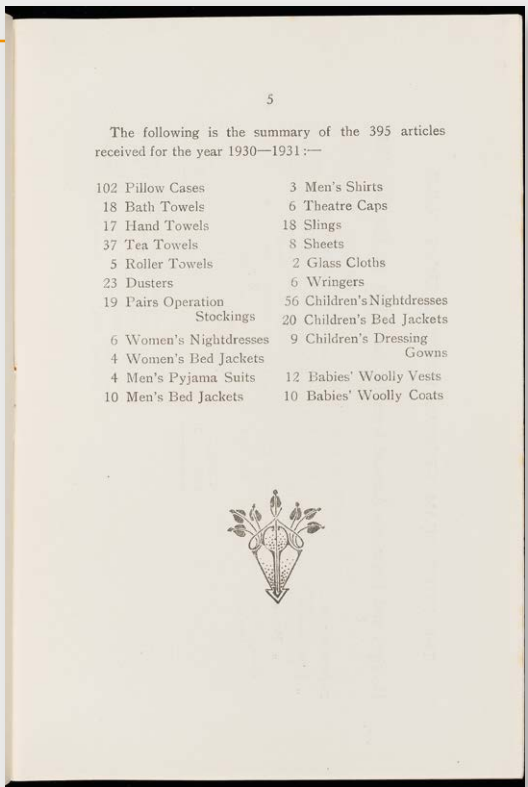 5
The following is the summary of the 395 articles
received for the year 1930—1931 :—
102 Pillow Cases
18 Bath Towels
17 Hand Towels
37 Tea Towels
5 Roller Towels
23 Dusters
19 Pairs Operation
Stockings
6 Women's Nightdresses
4 Women's Bed Jackets
4 Men's Pyjama Suits
10 Men's Bed Jackets
3 Men's Shirts
6 Theatre Caps
18 Slings
8 Sheets
2 Glass Cloths
6 Wringers
56 Children's Nightdresses
20 Children's Bed Jackets
9 Children's Dressing
Gowns
12 Babies' Woolly Vests
10 Babies' Woolly Coats